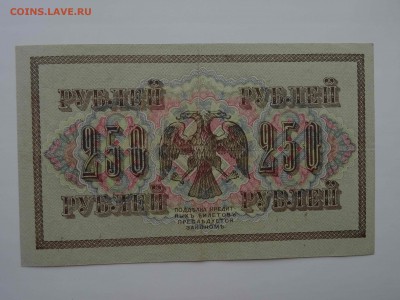 COINS.LAVE.RU
РУБЛЕЙ РУБЛЕЙ
250 250
РУБЛЕЙ РУБЛЕЙ
ПОДДѢЛКА КРЕДИТ-
НЫХЪ БИЛЕТОВЪ
ПРЕСЛѢДУЕТСЯ
ЗАКОНОМЪ